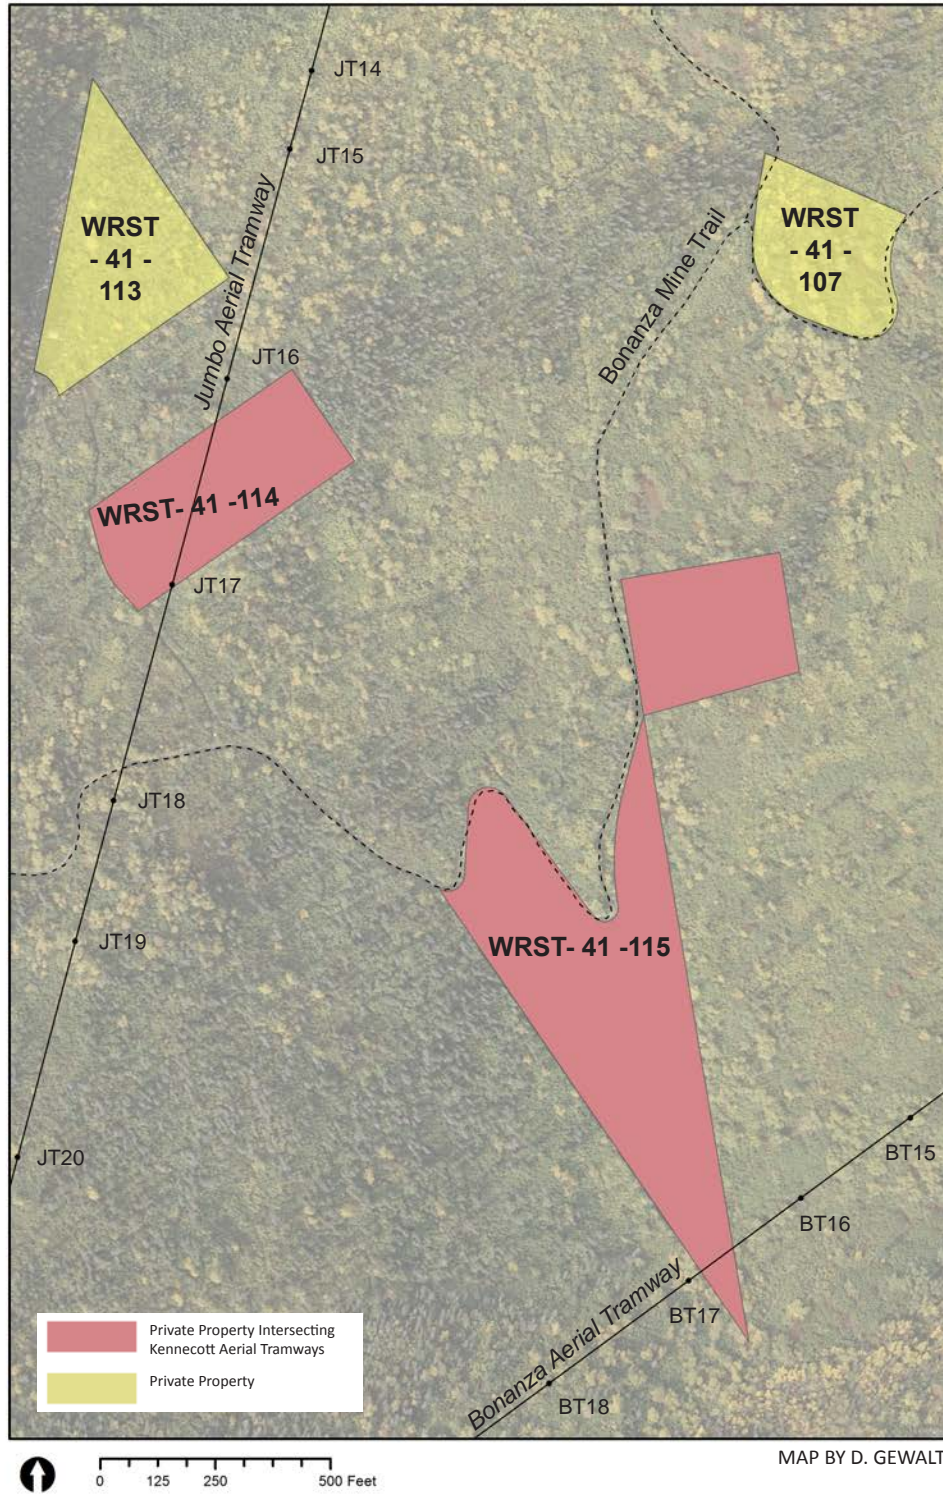 JT14
JT15
Jumbo Aerial Tramway
WRST
- 41 -
113
WRST
- 41 -
107
Bonanza Mine Trail
JT16
WRST- 41 -114
JT17
JT18
JT19
WRST- 41 -115
JT20
BT15
BT16
BT17
Bonanza Aerial Tramway
BT18
Private Property Intersecting
Kennecott Aerial Tramways
Private Property
MAP BY D. GEWALT
0 125 250 500 Feet